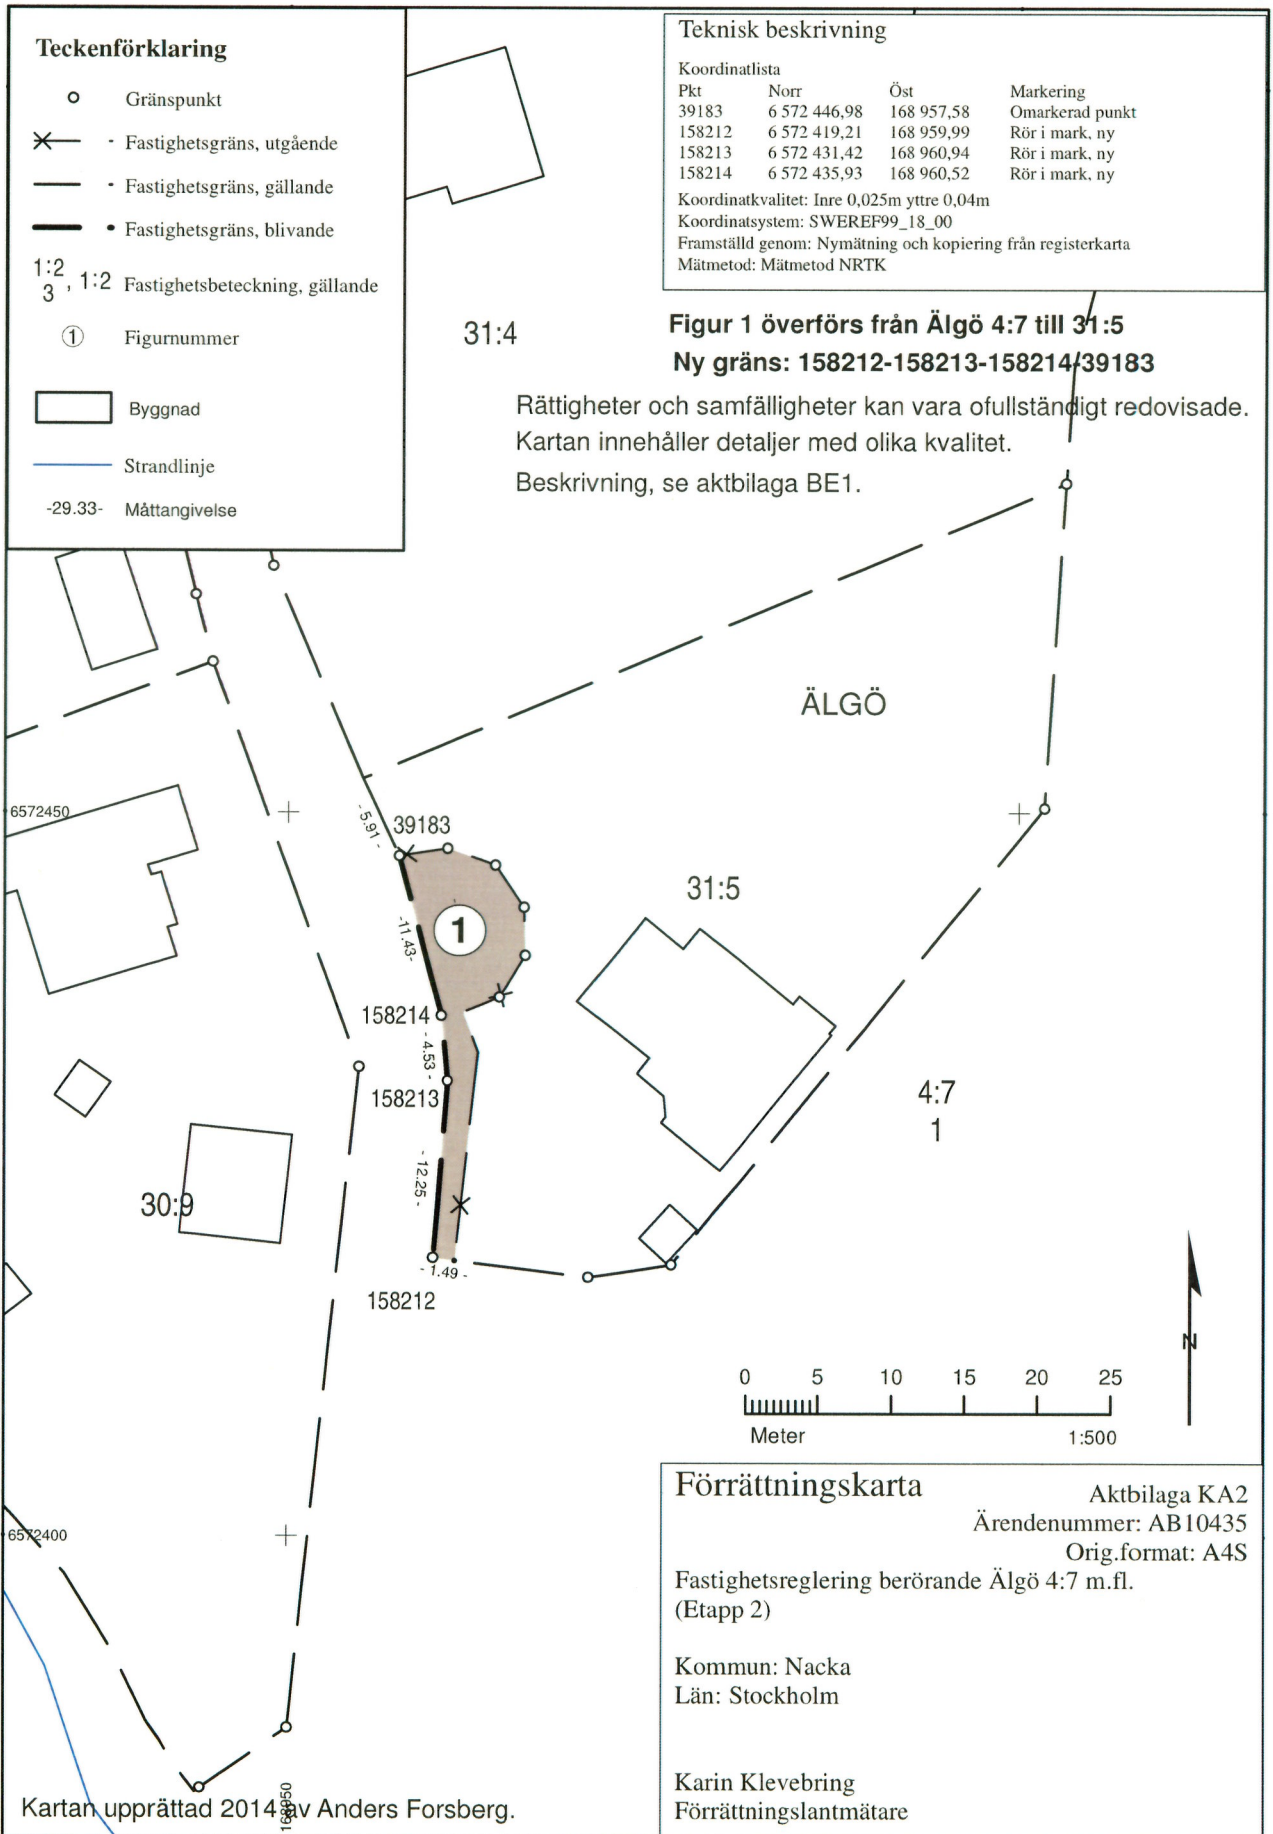 Teckenförklaring
Gränspunkt
Fastighetsgräns, utgående
Fastighetsgräns, gällande
Fastighetsgräns, blivande
1:2
3 , 1:2 Fastighetsbeteckning, gällande
1 Figurnummer
Byggnad
Strandlinje
-29.33- Måttangivelse
Teknisk beskrivning
Koordinatlista
Pkt Norr Öst Markering
39183 6 572 446,98 168 957,58 Omarkerad punkt
158212 6 572 419,21 168 959,99 Rör i mark, ny
158213 6 572 431,42 168 960,94 Rör i mark, ny
158214 6 572 435,93 168 960,52 Rör i mark, ny
Koordinatkvalitet: Inre 0,025m yttre 0,04m
Koordinatsystem: SWEREF99_18_00
Framställd genom: Nymätning och kopiering från registerkarta
Mätmetod: Mätmetod NRTK
31:4
Figur 1 överförs från Älgö 4:7 till 31:5
Ny gräns: 158212-158213-158214-39183
Rättigheter och samfälligheter kan vara ofullständigt redovisade.
Kartan innehåller detaljer med olika kvalitet.
Beskrivning, se aktbilaga BE1.
ÄLGÖ
6572450
- 5.91 -
39183
31:5
1
-11.43-
158214
- 4.53 -
158213
4:7
1
- 12.25 -
30:9
- 1.49 -
158212
N
0 5 10 15 20 25
Meter 1:500
6572400
Förrättningskarta
Aktbilaga KA2
Ärendenummer: AB10435
Orig.format: A4S
Fastighetsreglering berörande Älgö 4:7 m.fl.
(Etapp 2)
Kommun: Nacka
Län: Stockholm
Karin Klevebring
Förrättningslantmätare
168950
Kartan upprättad 2014 av Anders Forsberg.